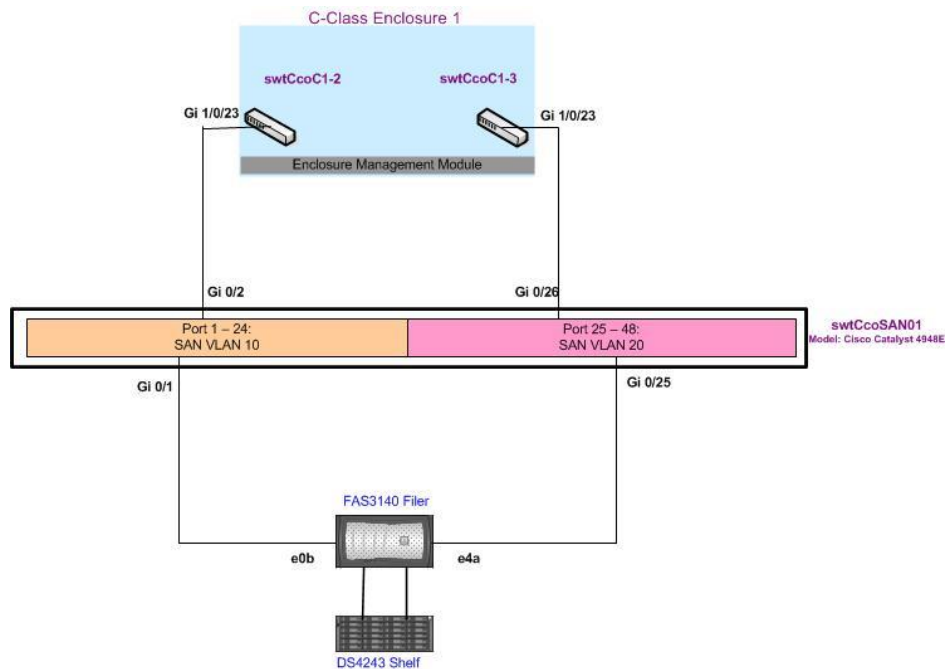 C-Class Enclosure 1
swtCcoC1-2
swtCcoC1-3
Gi 1/0/23
Gi 1/0/23
Enclosure Management Module
Gi 0/2
Gi 0/26
Port 1 – 24:
SAN VLAN 10
Port 25 – 48:
SAN VLAN 20
swtCcoSAN01
Model: Cisco Catalyst 4948E
Gi 0/1
Gi 0/25
FAS3140 Filer
e0b
e4a
DS4243 Shelf